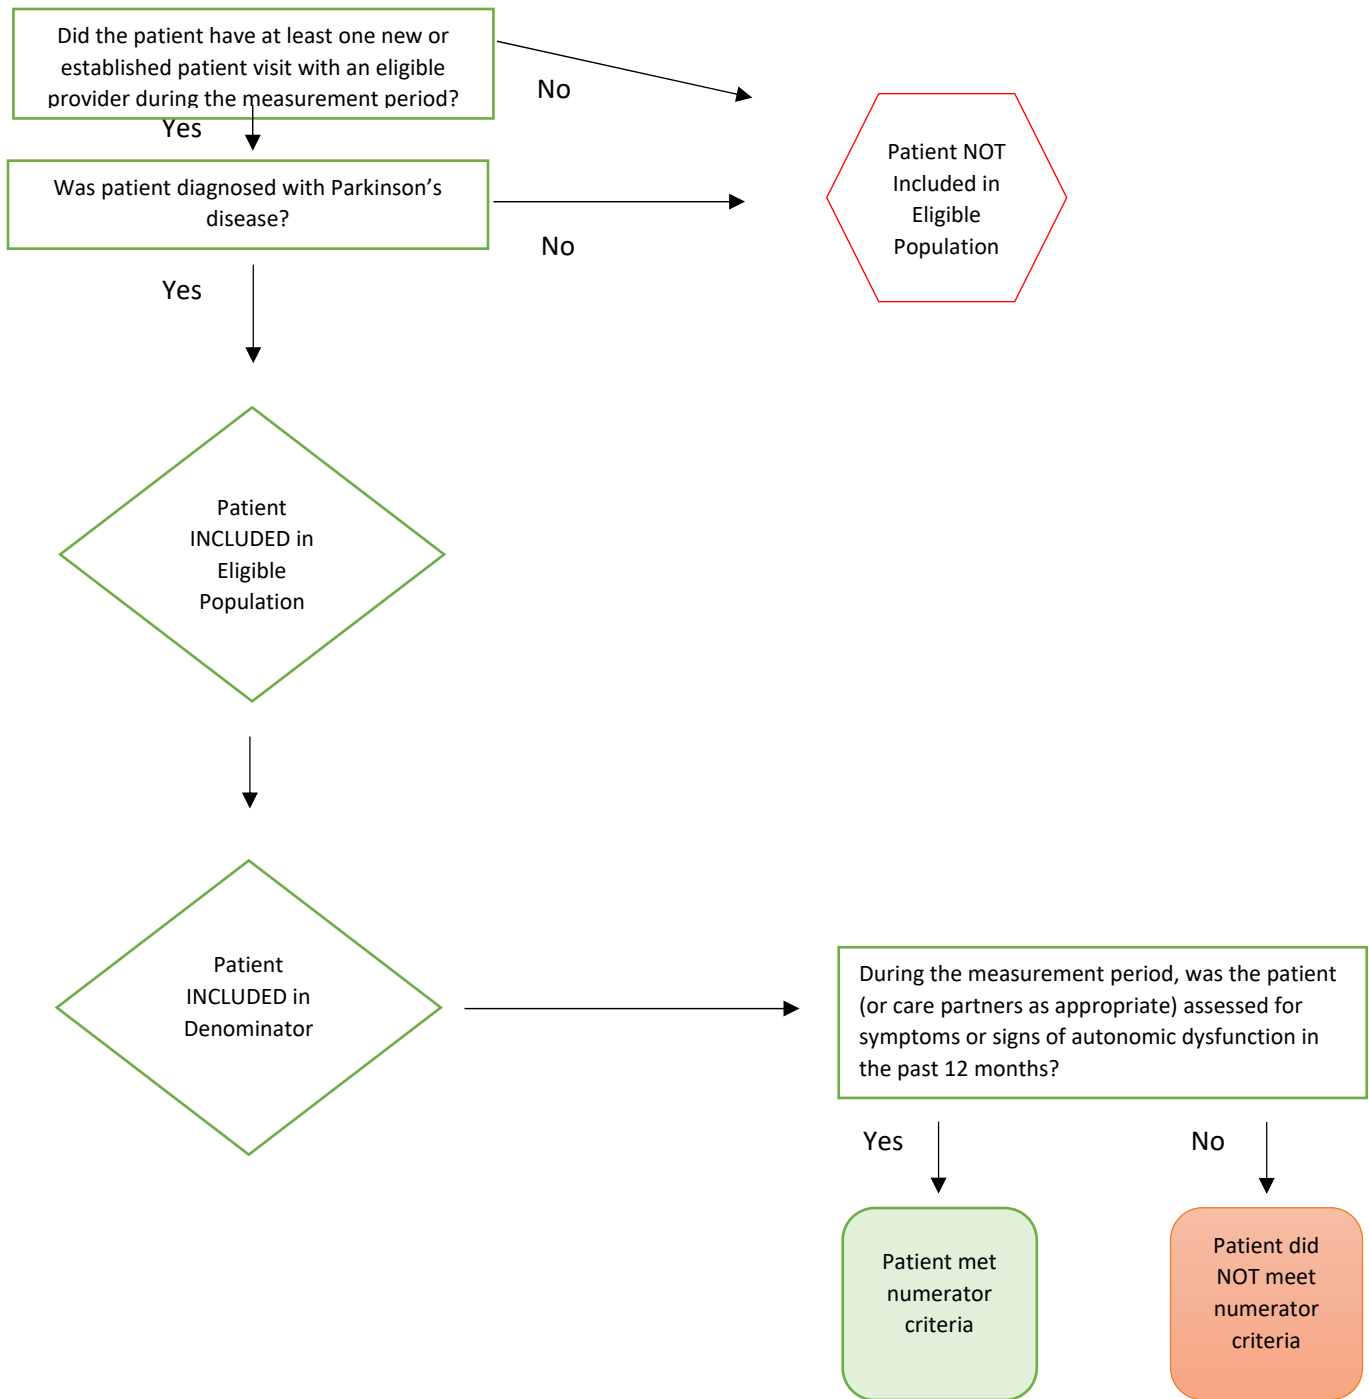 Did the patient have at least one new or
established patient visit with an eligible
provider during the measurement period?
No
Yes
Was patient diagnosed with Parkinson’s
disease?
No
Yes
Patient NOT
Included in
Eligible
Population
Patient
INCLUDED in
Eligible
Population
Patient
INCLUDED in
Denominator
During the measurement period, was the patient
(or care partners as appropriate) assessed for
symptoms or signs of autonomic dysfunction in
the past 12 months?
Yes
No
Patient met
numerator
criteria
Patient did
NOT meet
numerator
criteria